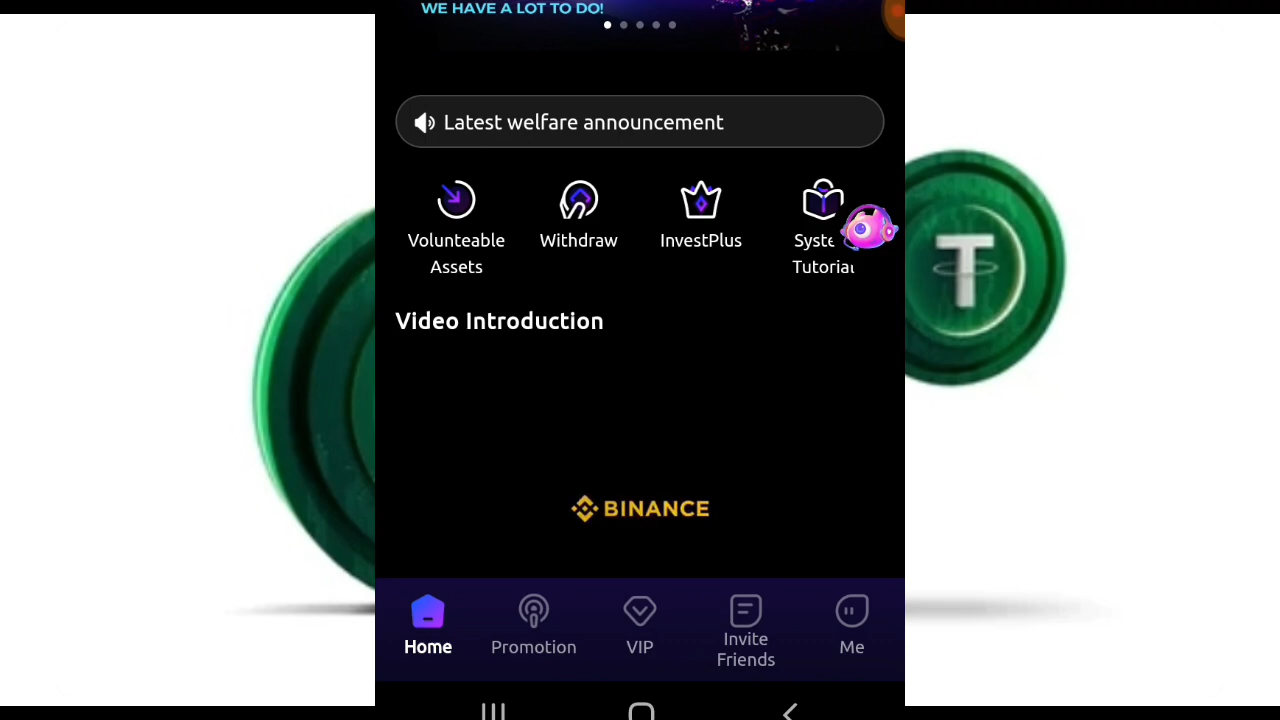 WE HAVE A LOT TO DO!
Latest welfare announcement
Volunteable
Assets
Withdraw
InvestPlus
Syste
Tutorial
Video Introduction
BINANCE
Home
Promotion
VIP
Invite
Friends
Me